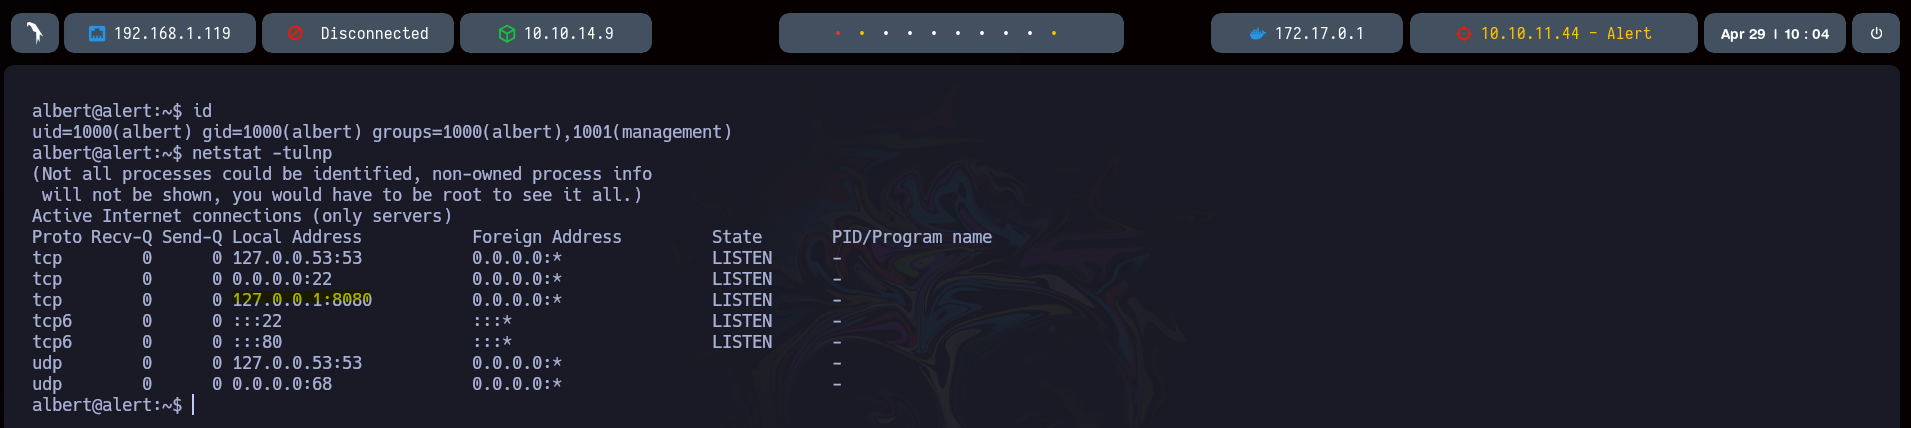 192.168.1.119 Disconnected 10.10.14.9 172.17.0.1 10.10.11.44 - Alert Apr 29 | 10 : 04
albert@alert:~$ id
uid=1000(albert) gid=1000(albert) groups=1000(albert),1001(management)
albert@alert:~$ netstat -tulnp
(Not all processes could be identified, non-owned process info
 will not be shown, you would have to be root to see it all.)
Active Internet connections (only servers)
Proto Recv-Q Send-Q Local Address           Foreign Address         State       PID/Program name
tcp        0      0 127.0.0.53:53           0.0.0.0:*               LISTEN      -
tcp        0      0 0.0.0.0:22              0.0.0.0:*               LISTEN      -
tcp        0      0 127.0.0.1:8080          0.0.0.0:*               LISTEN      -
tcp6       0      0 :::22                   :::*                    LISTEN      -
tcp6       0      0 :::80                   :::*                    LISTEN      -
udp        0      0 127.0.0.53:53           0.0.0.0:*                           -
udp        0      0 0.0.0.0:68              0.0.0.0:*                           -
albert@alert:~$